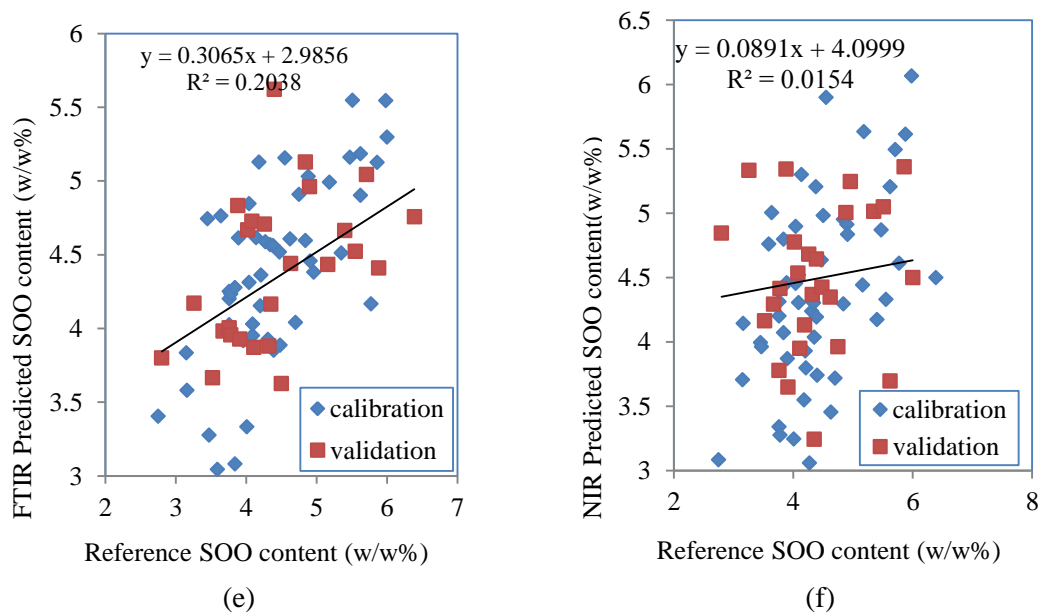 6
5.5
5
4.5
4
3.5
3
FTIR Predicted SOO content (w/w%)
y = 0.3065x + 2.9856
R² = 0.2038
calibration
validation
2 3 4 5 6 7
Reference SOO content (w/w%)
(e)
6.5
6
5.5
5
4.5
4
3.5
3
NIR Predicted SOO content(w/w%)
y = 0.0891x + 4.0999
R² = 0.0154
calibration
validation
2 4 6 8
Reference SOO content (w/w%)
(f)